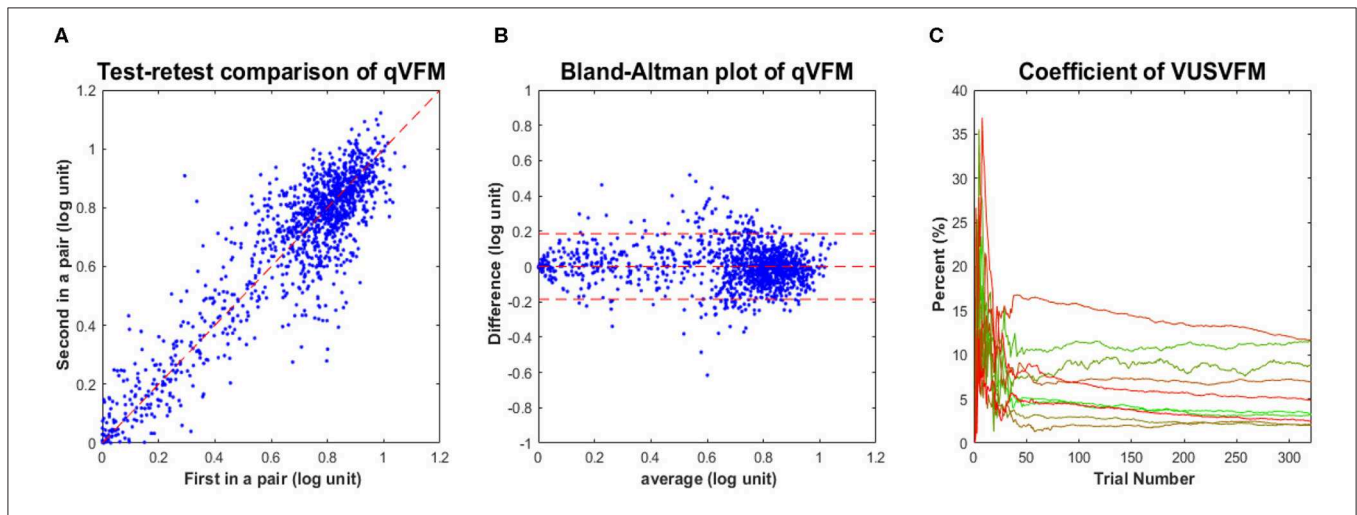 A
Test-retest comparison of qVFM
1.2
1
0.8
0.6
0.4
0.2
0
Second in a pair (log unit)
0 0.2 0.4 0.6 0.8 1 1.2
First in a pair (log unit)
B
Bland-Altman plot of qVFM
1
0.8
0.6
0.4
0.2
0
-0.2
-0.4
-0.6
-0.8
-1
Difference (log unit)
0 0.2 0.4 0.6 0.8 1 1.2
average (log unit)
C
Coefficient of VUSVFM
40
35
30
25
20
15
10
5
0
Percent (%)
0 50 100 150 200 250 300
Trial Number